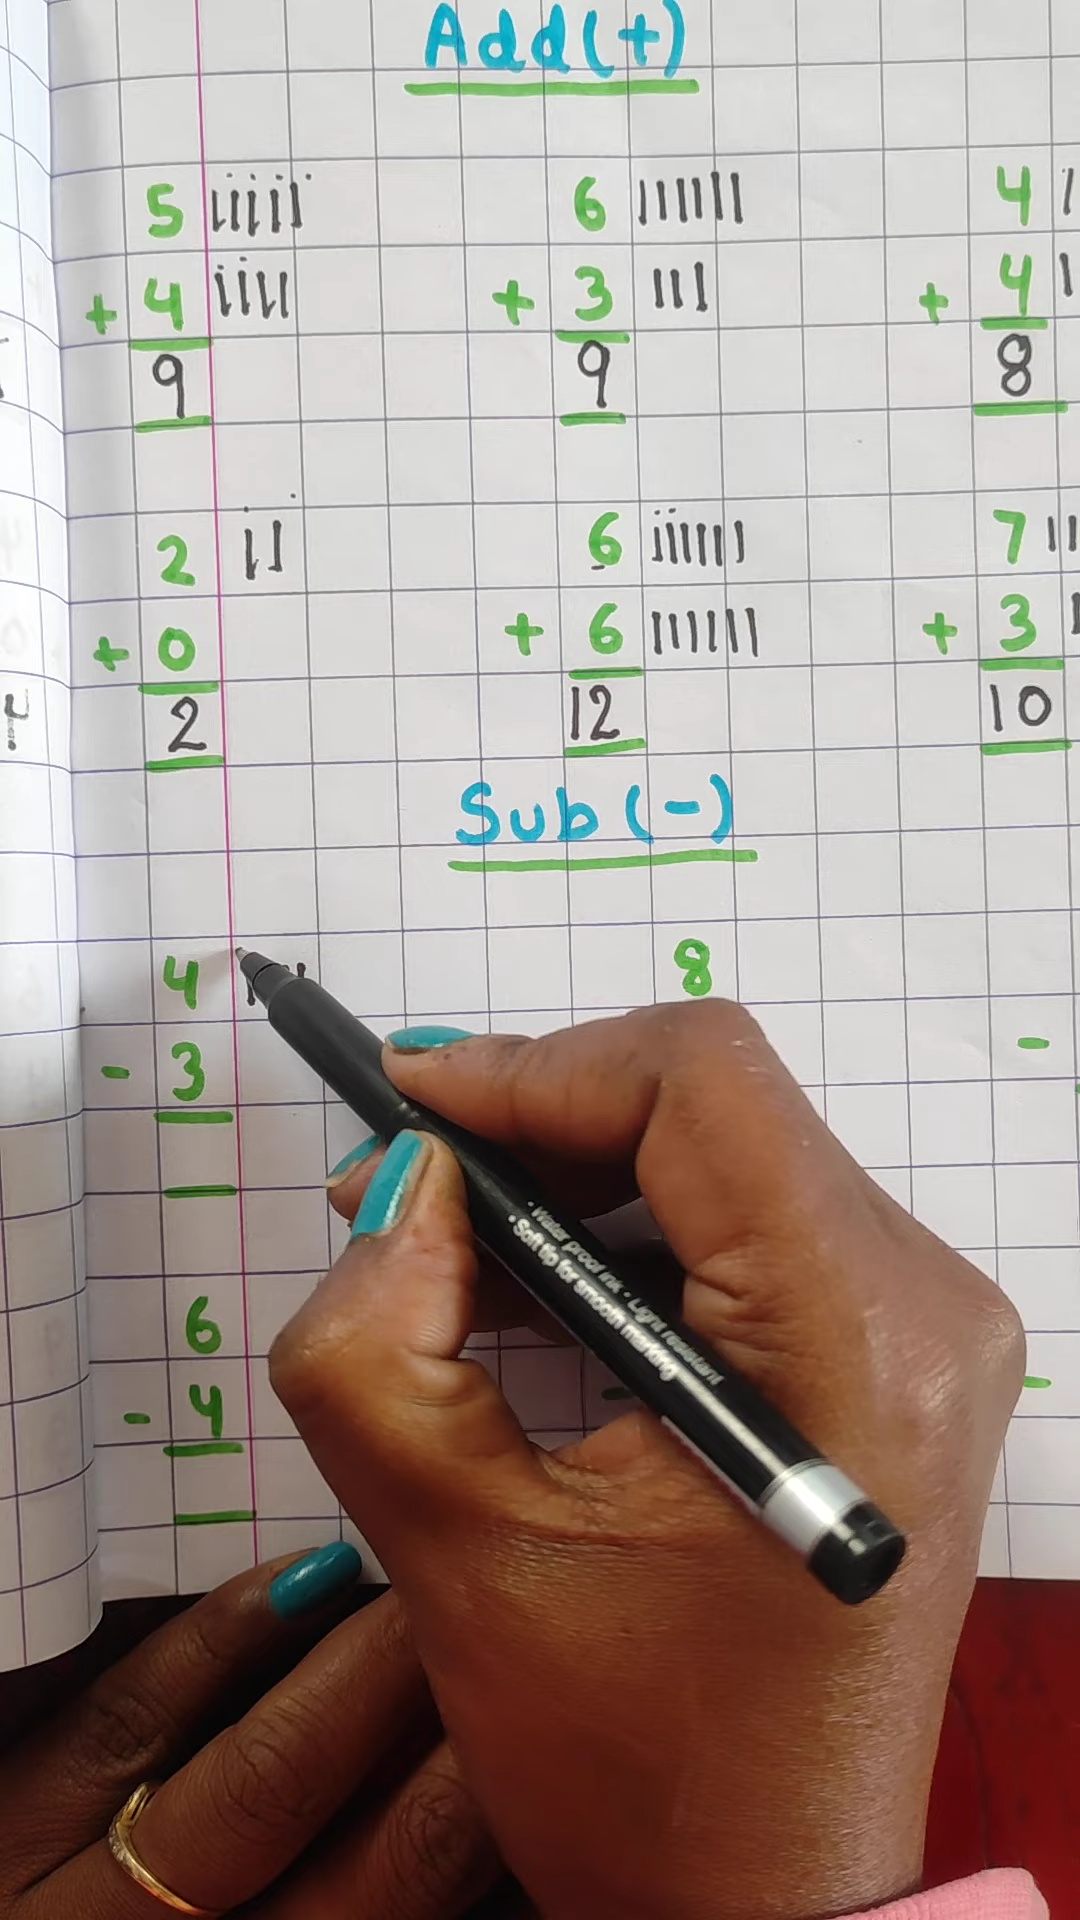 Add(+)
5 6 4
+ 4 + 3 + 4
9 9 8
2 6 7
+ 0 + 6 + 3
2 12 10
Sub(-)
4 8
- 3 -
6
- 4 - -
• Water proof ink • Light resistant
• Soft tip for smooth marking